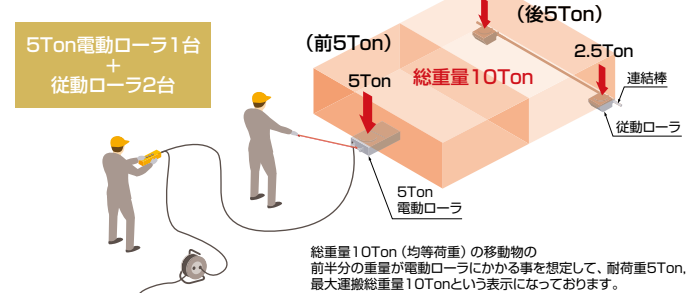 5Ton電動ローラ1台
+
従動ローラ2台
(後5Ton)
(前5Ton)
2.5Ton
5Ton
総重量10Ton
連結棒
従動ローラ
5Ton
電動ローラ
総重量10Ton（均等荷重）の移動物の
前半分の重量が電動ローラにかかる事を想定して、耐荷重5Ton,
最大運搬総重量10Tonという表示になっております。